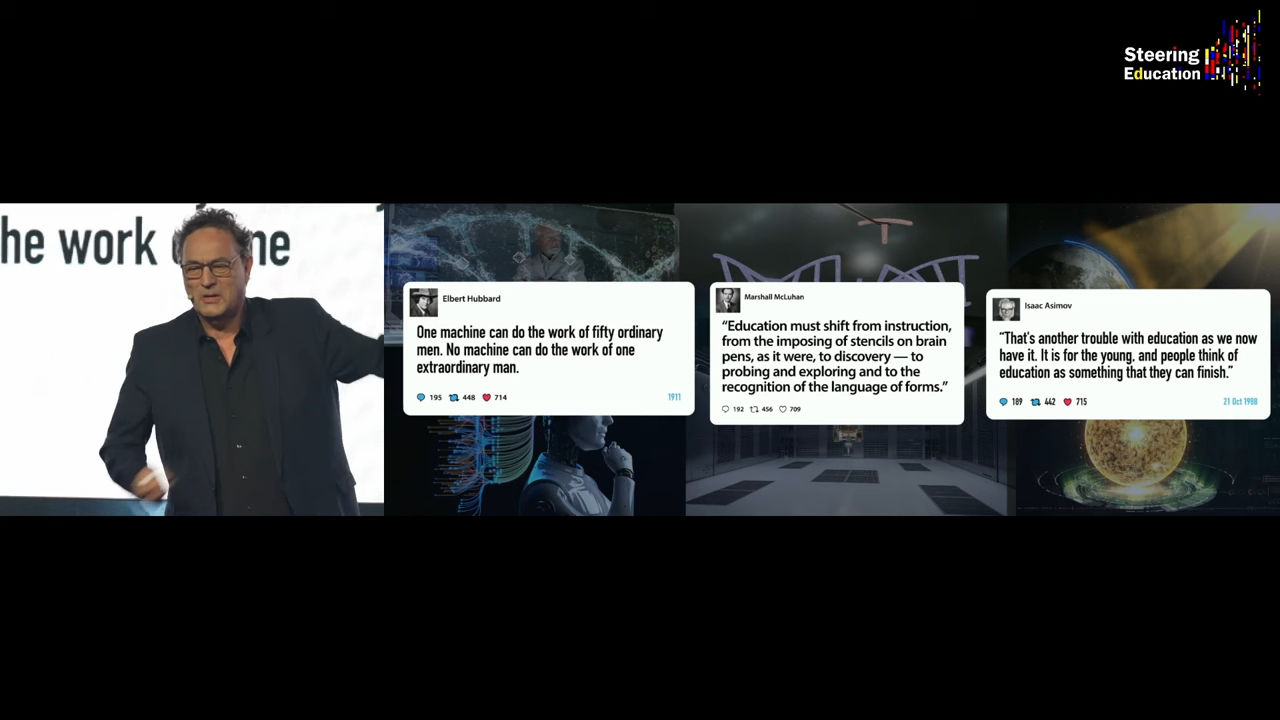 Steering
Education
he work
ne
Elbert Hubbard
One machine can do the work of fifty ordinary
men. No machine can do the work of one
extraordinary man.
195 448 714
1911
Marshall McLuhan
“Education must shift from instruction,
from the imposing of stencils on brain
pens, as it were, to discovery — to
probing and exploring and to the
recognition of the language of forms.”
192 456 709
Isaac Asimov
“That's another trouble with education as we now
have it. It is for the young, and people think of
education as something that they can finish.”
189 442 715
21 Oct 1988